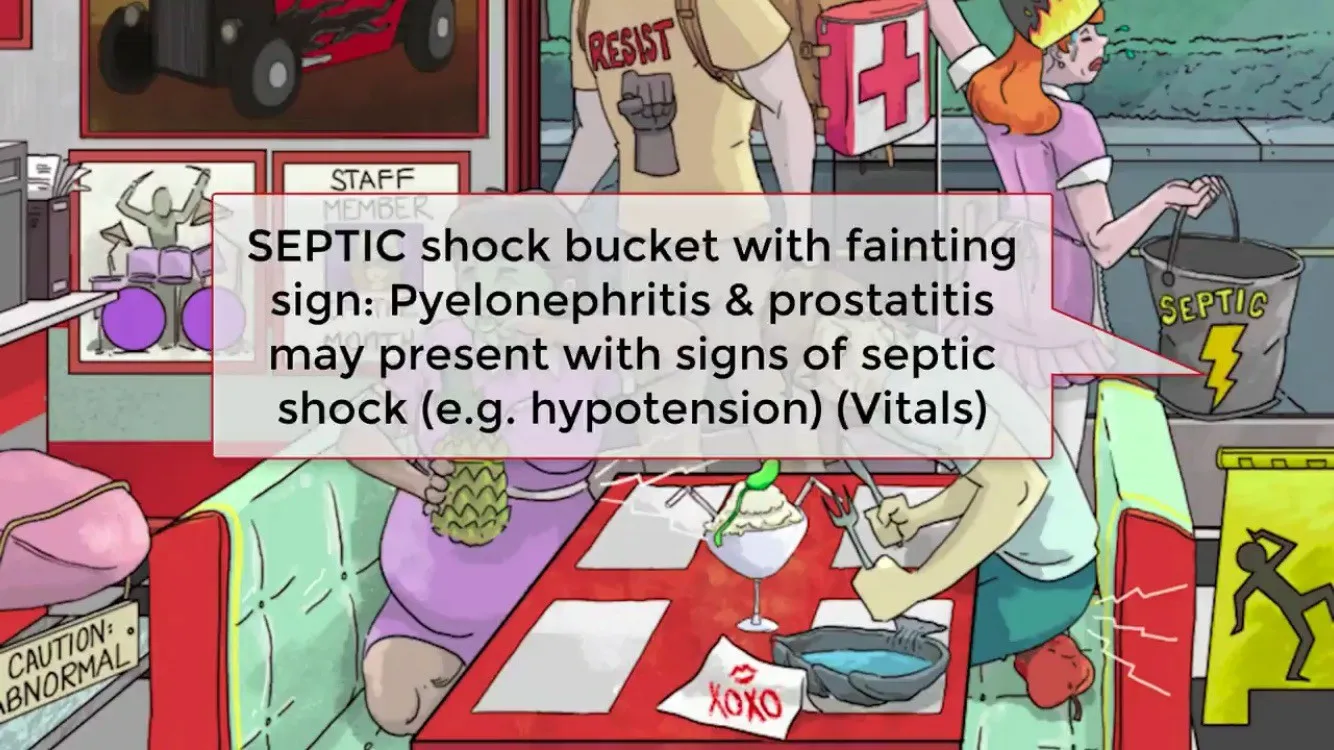 RESIST
STAFF
MEMBER
MONTH
SEPTIC shock bucket with fainting
sign: Pyelonephritis & prostatitis
may present with signs of septic
shock (e.g. hypotension) (Vitals)
SEPTIC
CAUTION:
ABNORMAL
XOXO